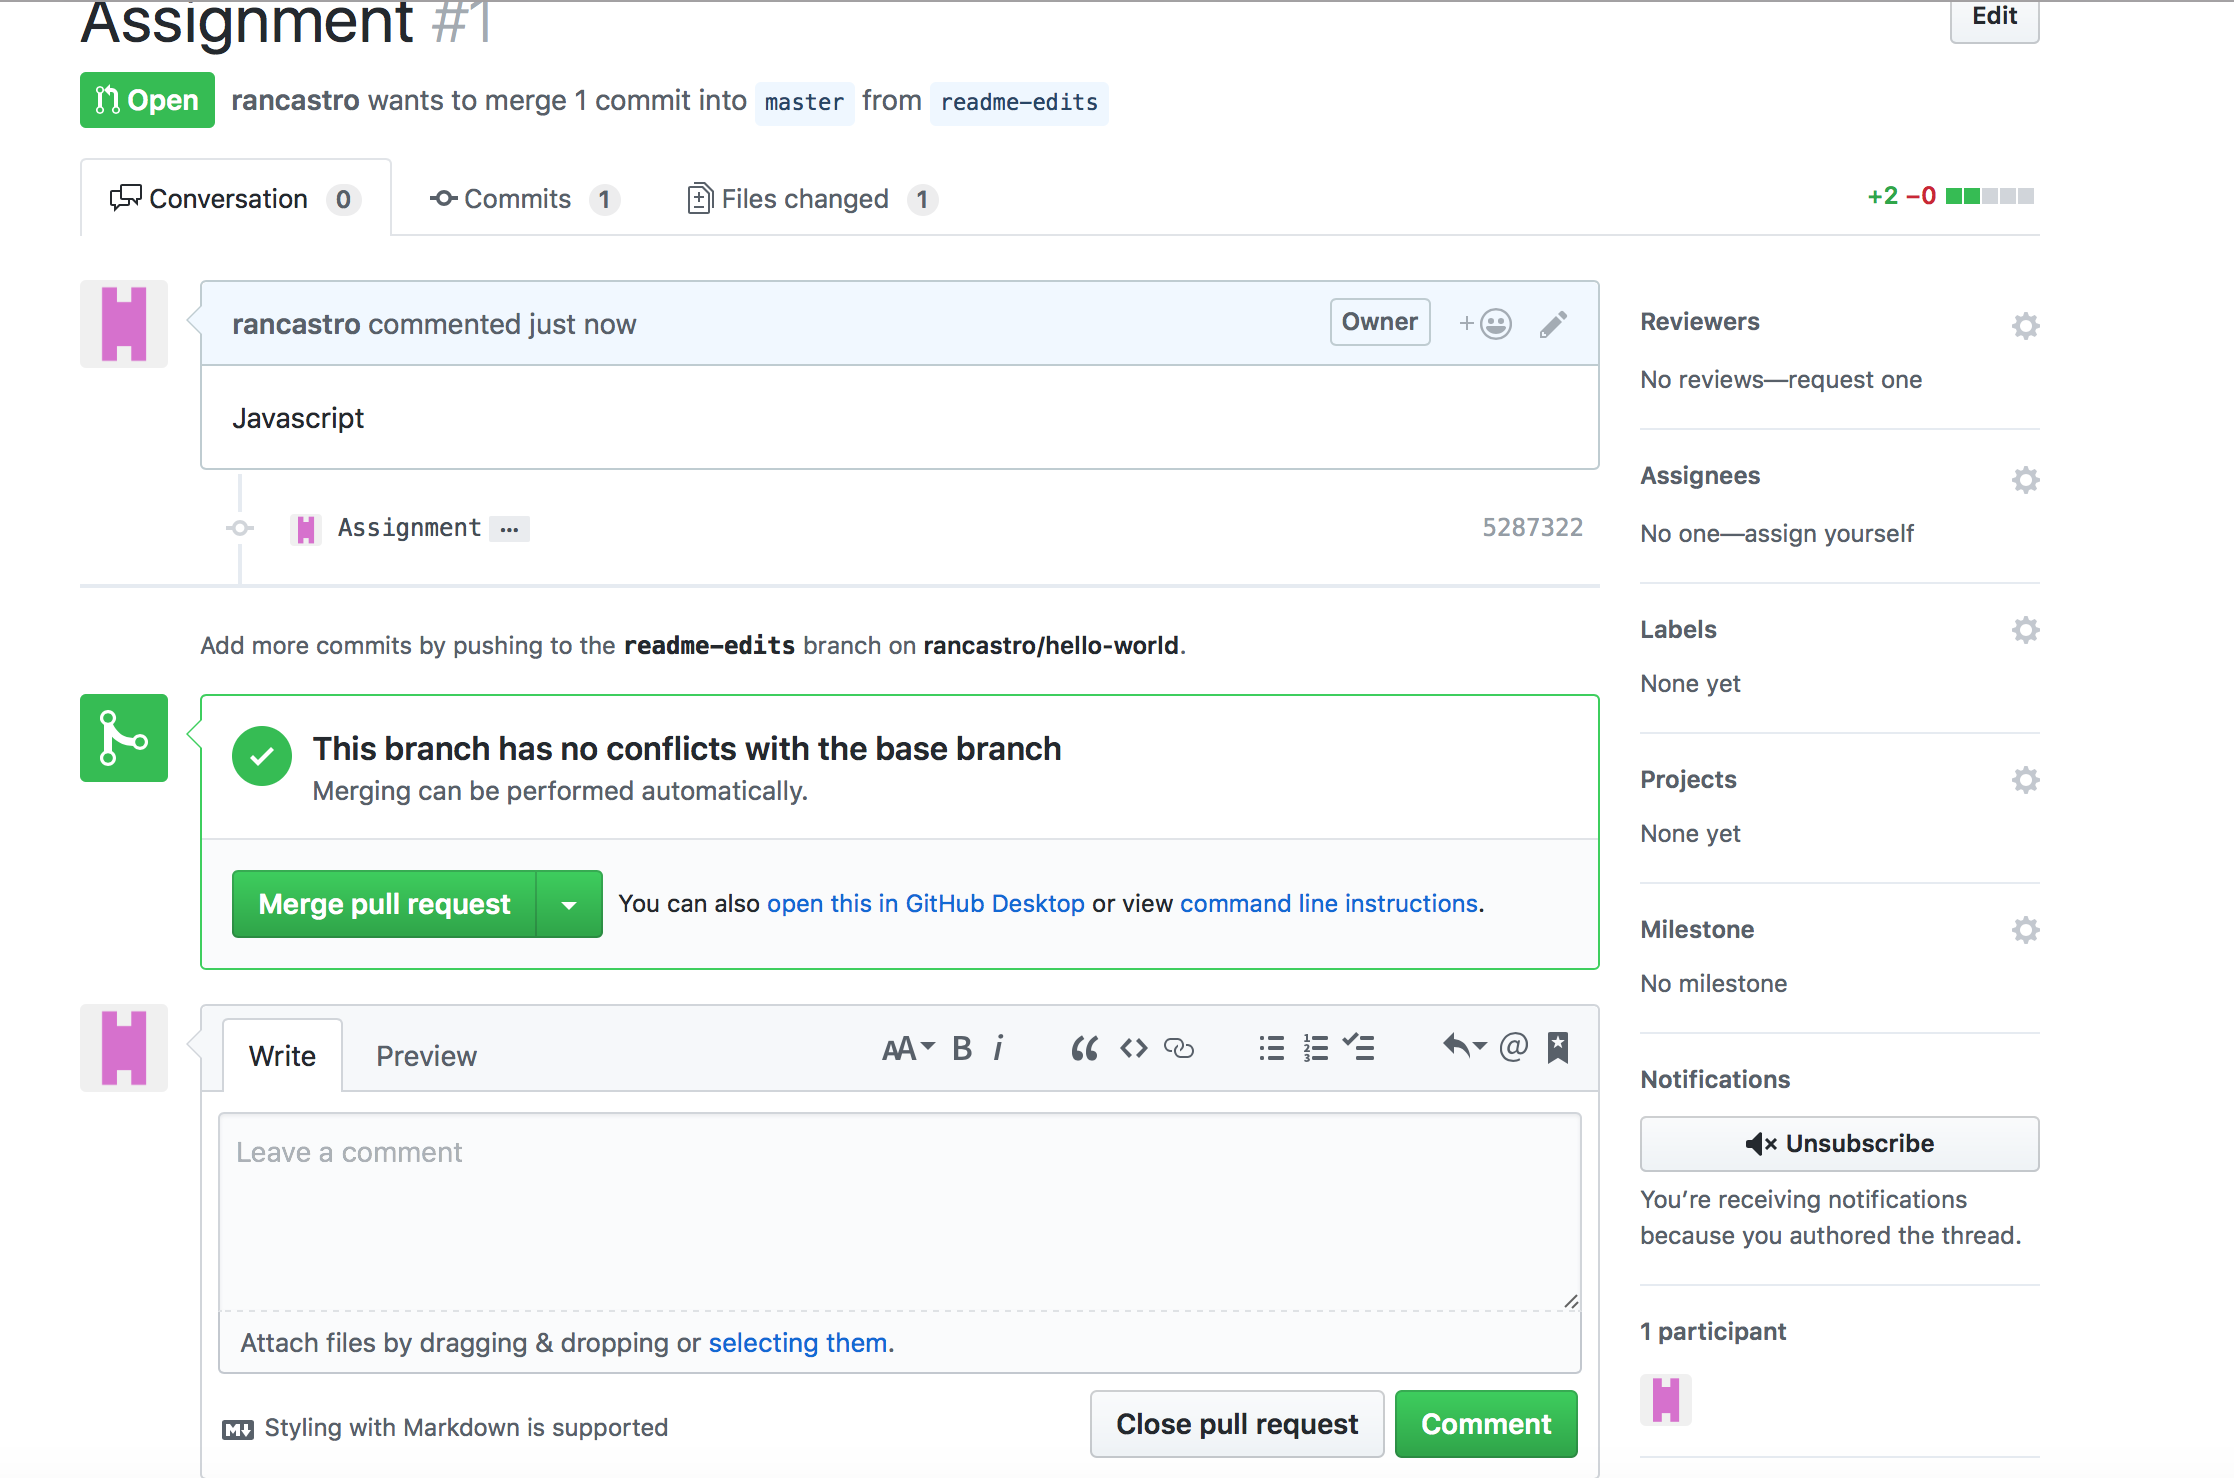 Assignment #1
Edit
Open rancastro wants to merge 1 commit into master from readme-edits
Conversation 0 Commits 1 Files changed 1
+2 −0
rancastro commented just now
Owner
Javascript
Assignment …
5287322
Add more commits by pushing to the readme-edits branch on rancastro/hello-world.
This branch has no conflicts with the base branch
Merging can be performed automatically.
Merge pull request
You can also open this in GitHub Desktop or view command line instructions.
Write
Preview
Leave a comment
Attach files by dragging & dropping or selecting them.
Styling with Markdown is supported
Close pull request
Comment
Reviewers
No reviews—request one
Assignees
No one—assign yourself
Labels
None yet
Projects
None yet
Milestone
No milestone
Notifications
Unsubscribe
You’re receiving notifications
because you authored the thread.
1 participant